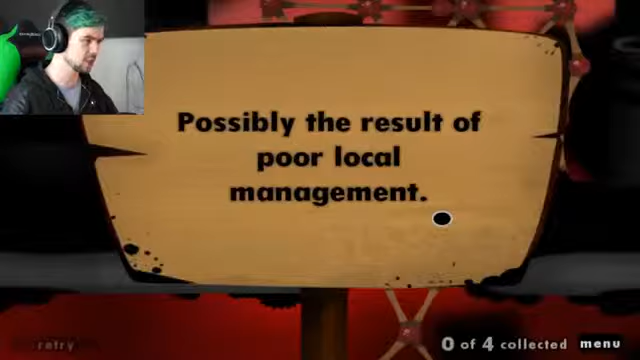 Possibly the result of
poor local
management.
retry
0 of 4 collected menu